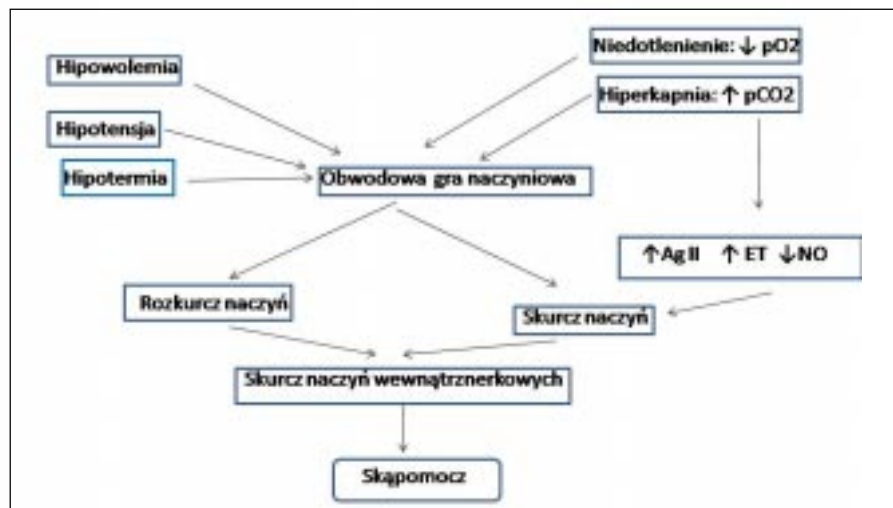 Niedotlenienie: ↓ pO2
Hipowolemia
Hiperkapnia: ↑ pCO2
Hipotensja
Hipotermia
Obwodowa gra naczyniowa
↑Ag II ↑ ET ↓NO
Rozkurcz naczyń
Skurcz naczyń
Skurcz naczyń wewnątrznerkowych
Skąpomocz